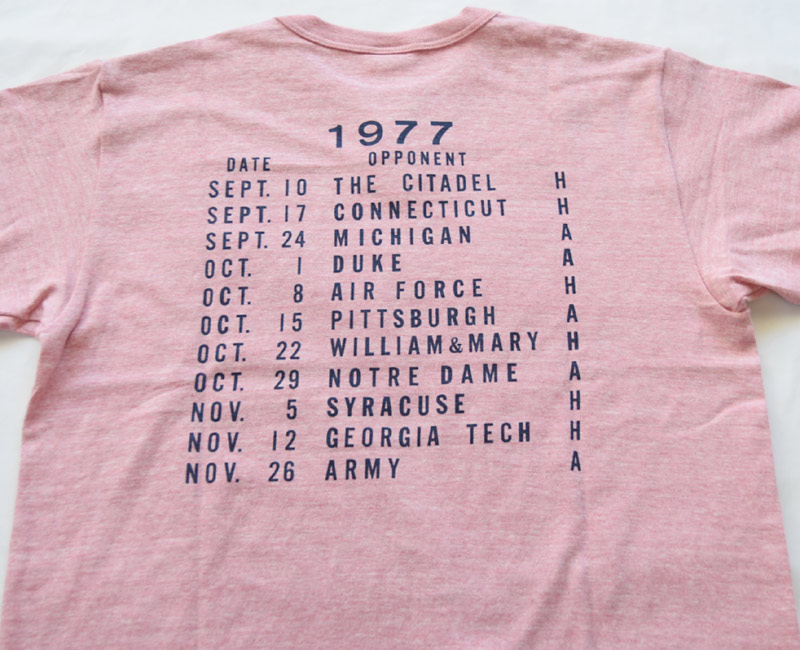 1977
DATE OPPONENT
SEPT. 10 THE CITADEL H
SEPT. 17 CONNECTICUT H
SEPT. 24 MICHIGAN A
OCT. 1 DUKE A
OCT. 8 AIR FORCE H
OCT. 15 PITTSBURGH A
OCT. 22 WILLIAM & MARY H
OCT. 29 NOTRE DAME A
NOV. 5 SYRACUSE H
NOV. 12 GEORGIA TECH H
NOV. 26 ARMY A